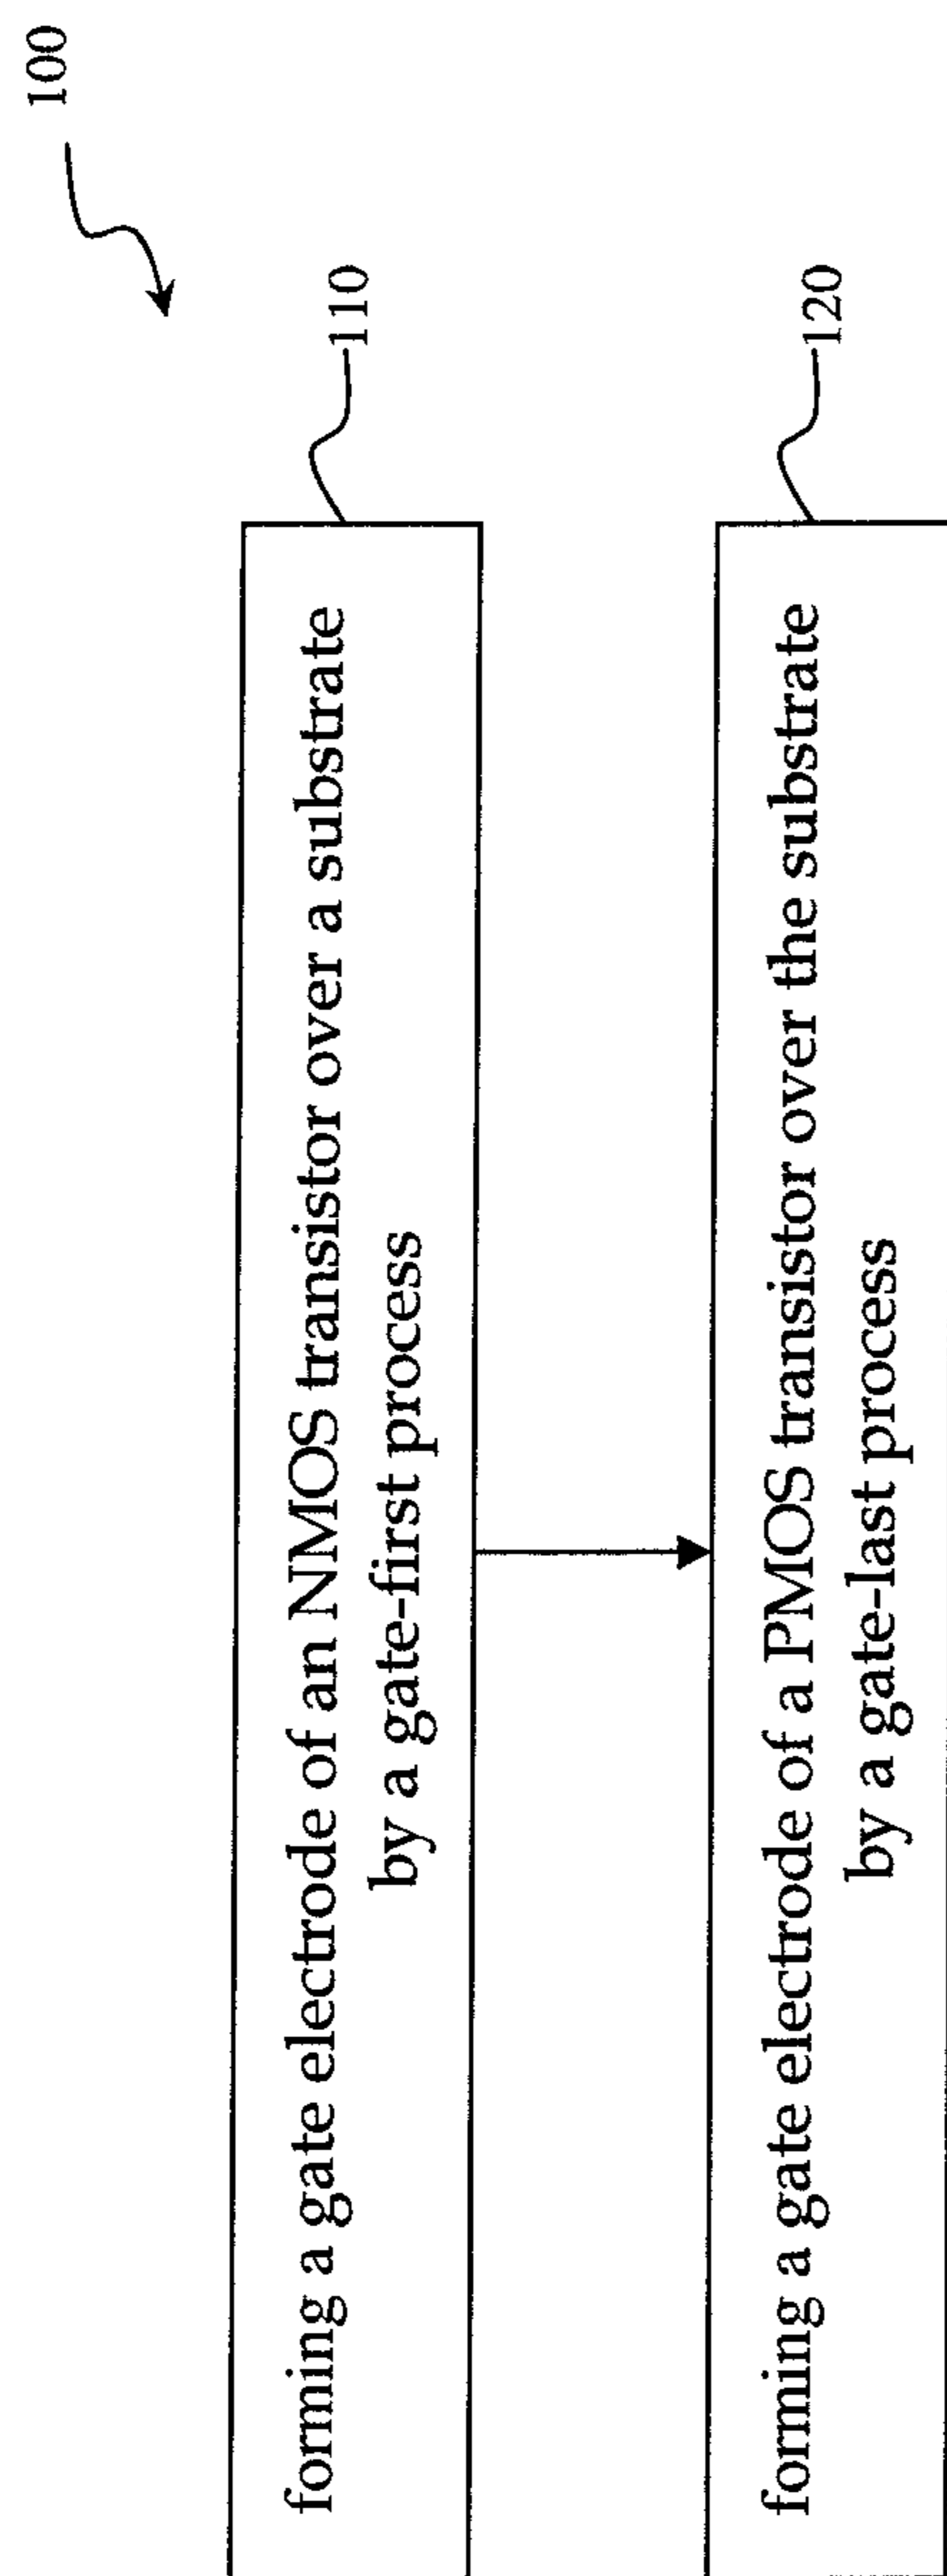 100
forming a gate electrode of an NMOS transistor over a substrate
by a gate-first process
110
forming a gate electrode of a PMOS transistor over the substrate
by a gate-last process
120